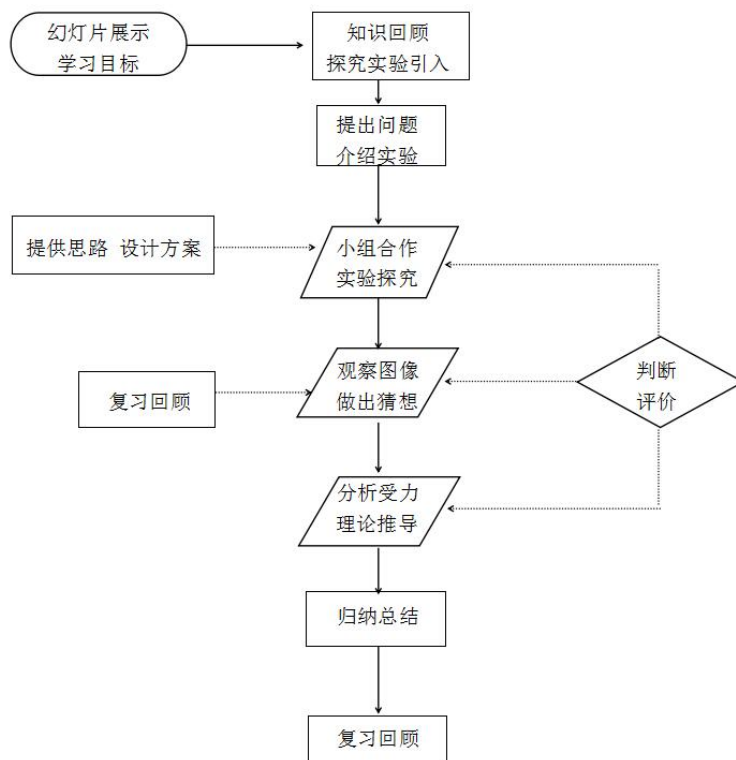 幻灯片展示
学习目标
知识回顾
探究实验引入
提出问题
介绍实验
提供思路 设计方案
小组合作
实验探究
复习回顾
观察图像
做出猜想
判断
评价
分析受力
理论推导
归纳总结
复习回顾